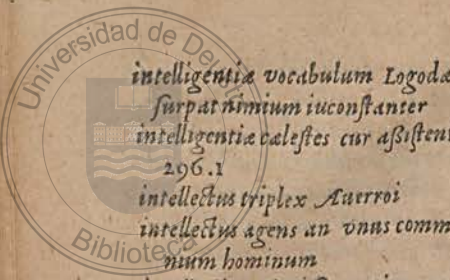 Universidad de Deusto
Biblioteca
intelligentiæ vocabulum Logodæ
surpat nimium iuconstanter
intelligentiæ cælestes cur aßistent
296.1
intellectus triplex Auerroi
intellectus agens an vnus comm
nium hominum